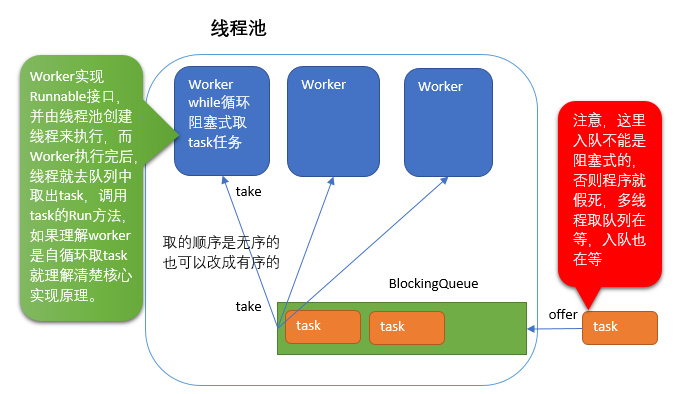 线程池
Worker实现
Runnable接口，
并由线程池创建
线程来执行，而
Worker执行完后,
线程就去队列中
取出task，调用
task的Run方法，
如果理解worker
是自循环取task
就理解清楚核心
实现原理。
Worker
while循环
阻塞式取
task任务
Worker
Worker
注意，这里
入队不能是
阻塞式的，
否则程序就
假死，多线
程取队列在
等，入队也
在等
take
取的顺序是无序的
也可以改成有序的
take
BlockingQueue
task
task
offer
task